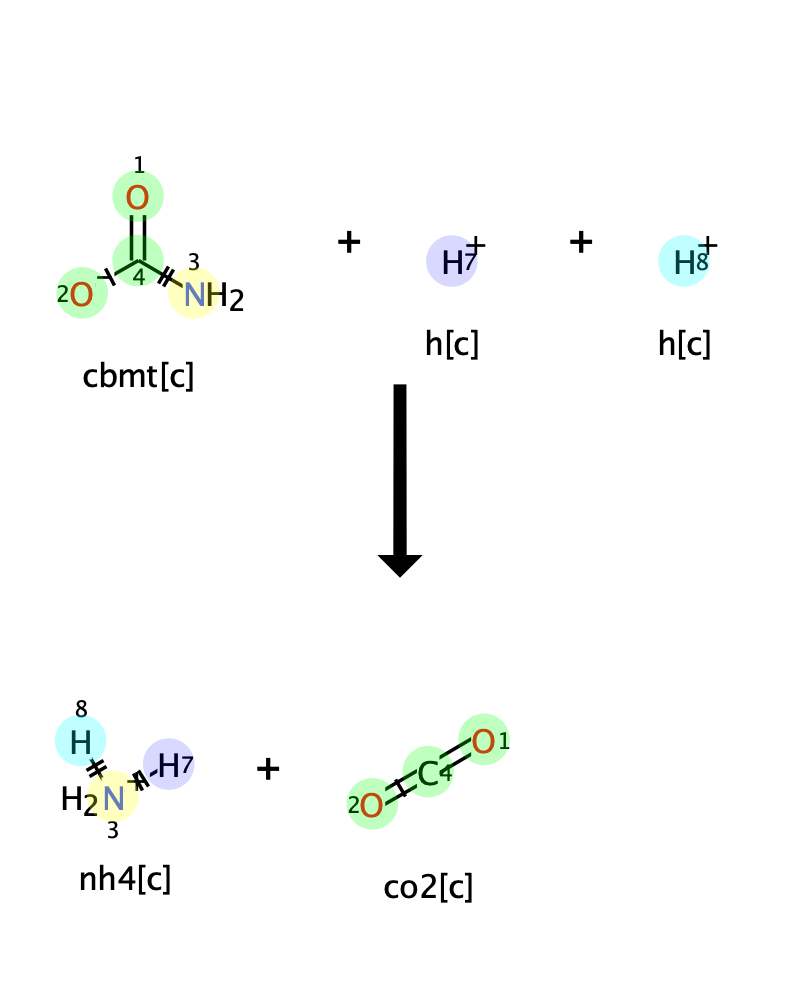 1
O
+ H7+ + H8+
4 3
2O- NH2
h[c] h[c]
cbmt[c]
8
H
H7
+ C4 O1
H2N+ 2O
3
nh4[c] co2[c]